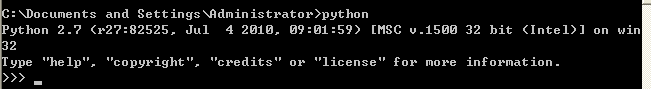 C:\Documents and Settings\Administrator>python
Python 2.7 (r27:82525, Jul  4 2010, 09:01:59) [MSC v.1500 32 bit (Intel)] on win
32
Type "help", "copyright", "credits" or "license" for more information.
>>> _